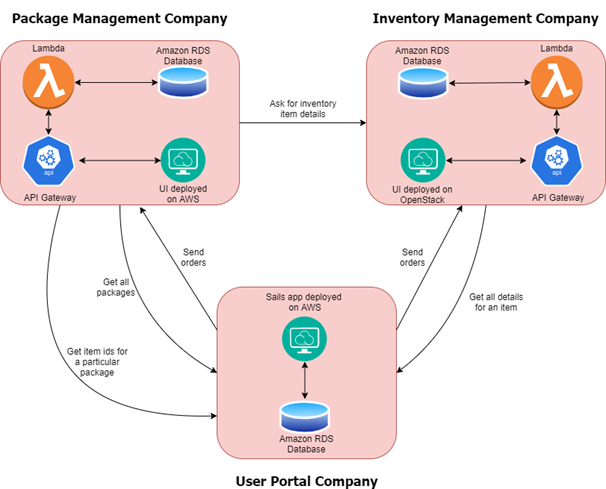 Package Management Company
Inventory Management Company
Lambda
Amazon RDS
Database
Amazon RDS
Database
Lambda
Ask for inventory
item details
api
API Gateway
UI deployed
on AWS
UI deployed on
OpenStack
api
API Gateway
Get all
packages
Send
orders
Send
orders
Get all details
for an item
Get item ids for
a particular
package
Sails app deployed
on AWS
Amazon RDS
Database
User Portal Company